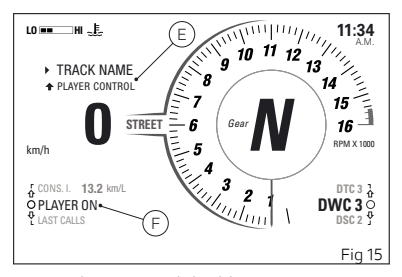 LO HI
11:34
A.M.
E
TRACK NAME
PLAYER CONTROL
0
km/h
STREET
Gear N
1
2
3
4
5
6
7
8
9
10
11
12
13
14
15
16
RPM X 1000
CONS. I. 13.2 km/L
PLAYER ON
LAST CALLS
F
DTC 3
DWC 3
DSC 2
Fig 15